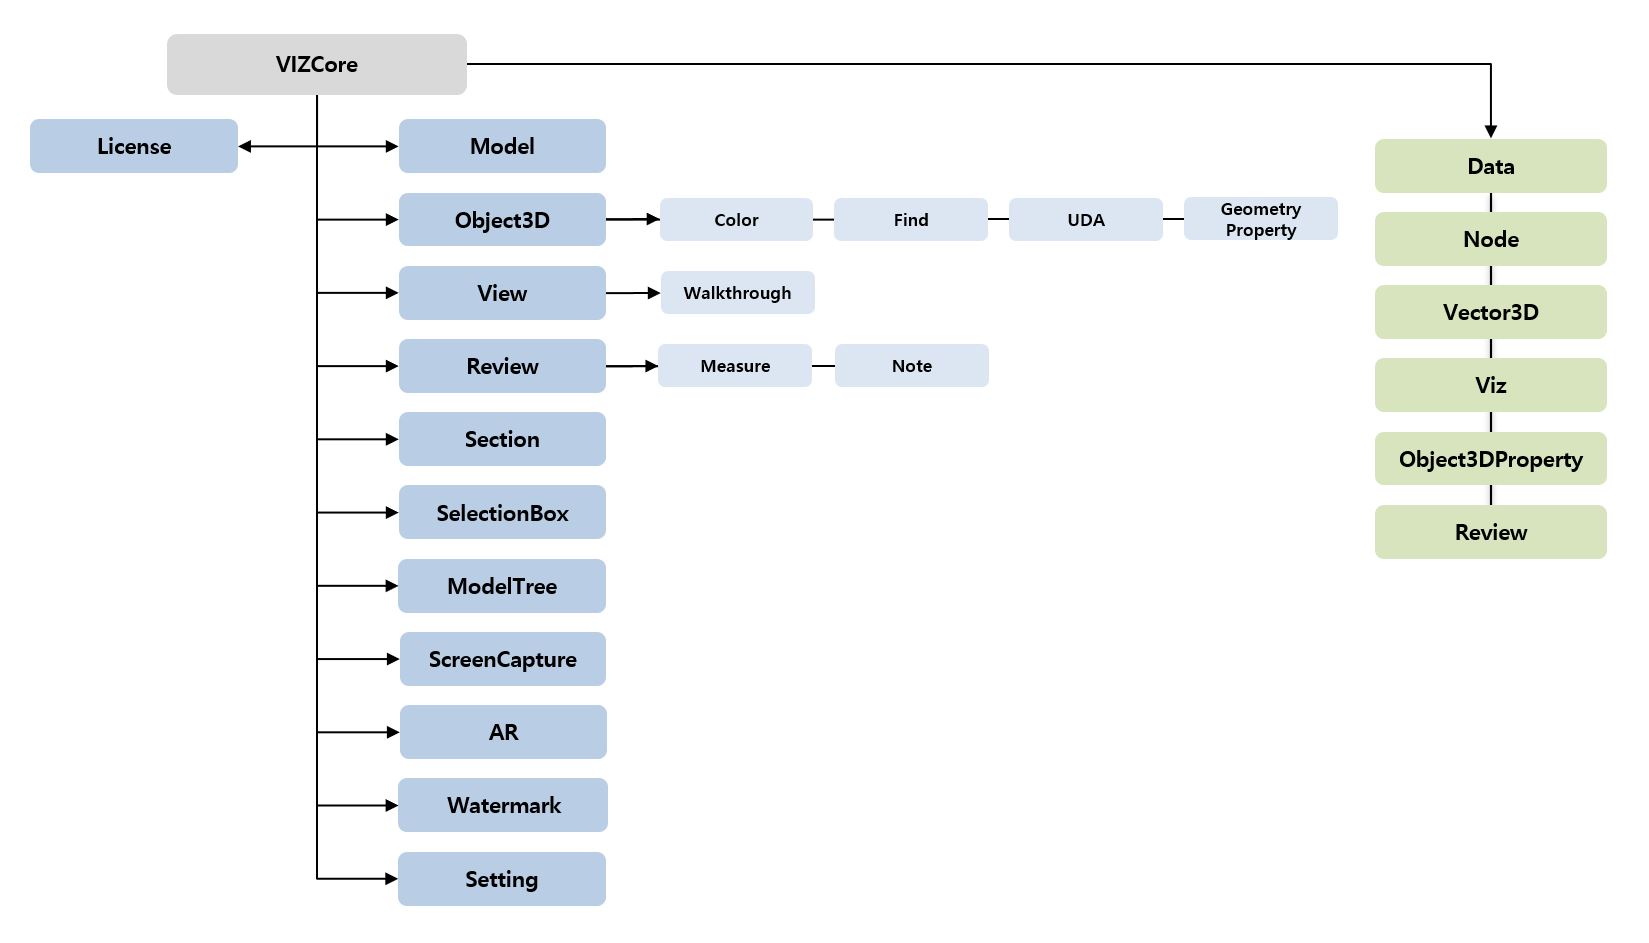 VIZCore
License
Model
Object3D
Color
Find
UDA
Geometry
Property
View
Walkthrough
Review
Measure
Note
Section
SelectionBox
ModelTree
ScreenCapture
AR
Watermark
Setting
Data
Node
Vector3D
Viz
Object3DProperty
Review